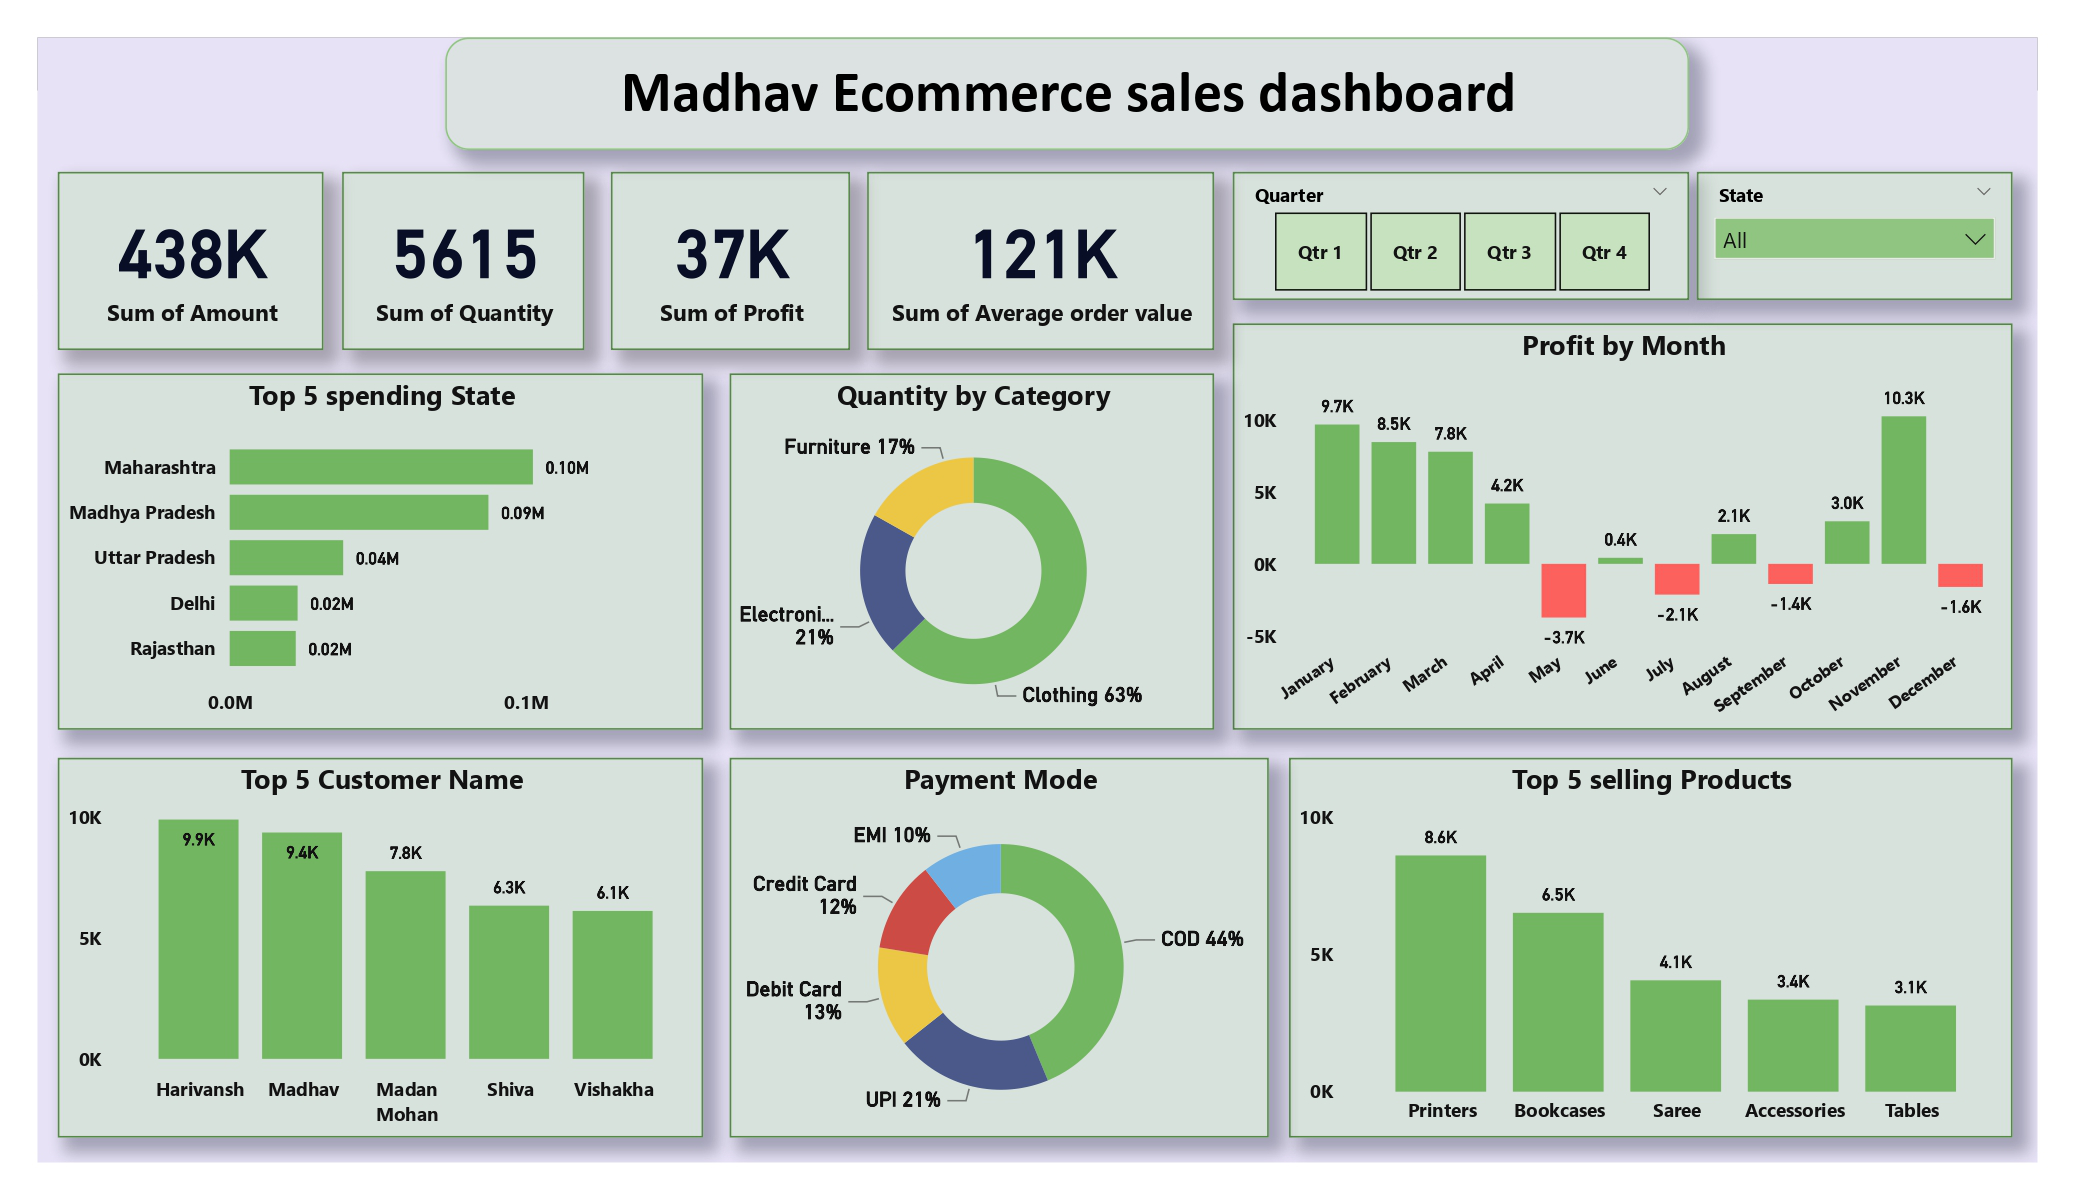 Madhav Ecommerce sales dashboard
438K
Sum of Amount
5615
Sum of Quantity
37K
Sum of Profit
121K
Sum of Average order value
Quarter
Qtr 1
Qtr 2
Qtr 3
Qtr 4
State
All
Top 5 spending State
Maharashtra 0.10M
Madhya Pradesh 0.09M
Uttar Pradesh 0.04M
Delhi 0.02M
Rajasthan 0.02M
0.0M 0.1M
Quantity by Category
Furniture 17%
Electroni...
21%
Clothing 63%
Profit by Month
10K
5K
0K
-5K
9.7K
8.5K
7.8K
4.2K
-3.7K
0.4K
-2.1K
2.1K
-1.4K
3.0K
10.3K
-1.6K
January
February
March
April
May
June
July
August
September
October
November
December
Top 5 Customer Name
10K
5K
0K
9.9K
9.4K
7.8K
6.3K
6.1K
Harivansh
Madhav
Madan
Mohan
Shiva
Vishakha
Payment Mode
EMI 10%
Credit Card
12%
Debit Card
13%
UPI 21%
COD 44%
Top 5 selling Products
10K
5K
0K
8.6K
6.5K
4.1K
3.4K
3.1K
Printers
Bookcases
Saree
Accessories
Tables